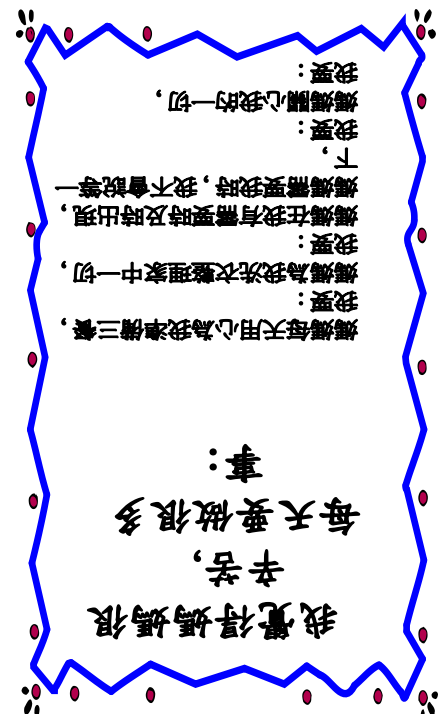 我覺得媽媽很
辛苦,
每天要做很多
事:
媽媽每天用心為我準備三餐,
我要:
媽媽為我洗衣整理家中一切,
我要:
媽媽在我有需要時及時出現,
媽媽需要我時,我不會說等一
下,
我要:
媽媽關心我的一切,
我要: